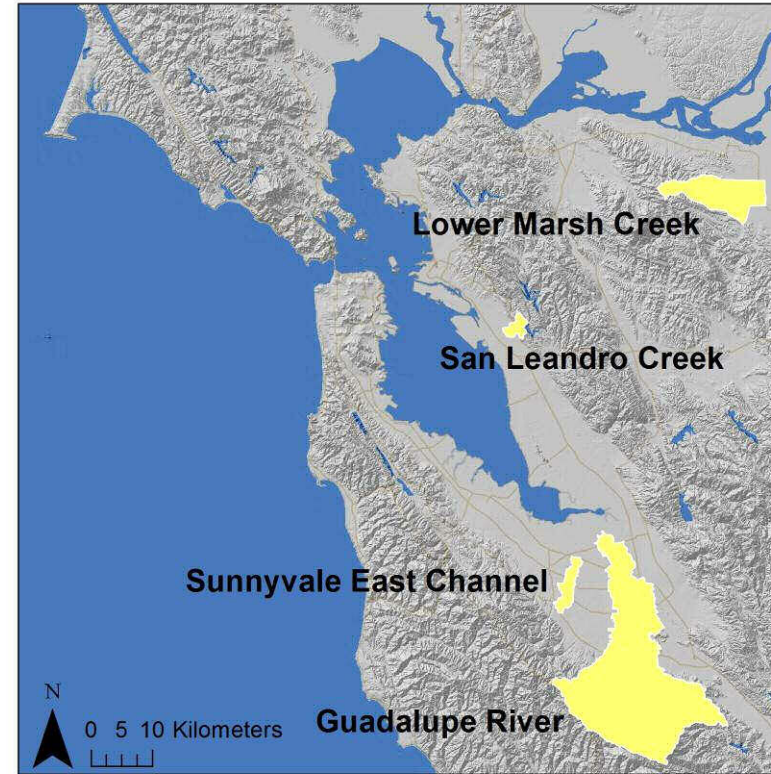 Lower Marsh Creek
San Leandro Creek
Sunnyvale East Channel
Guadalupe River
N
0 5 10 Kilometers